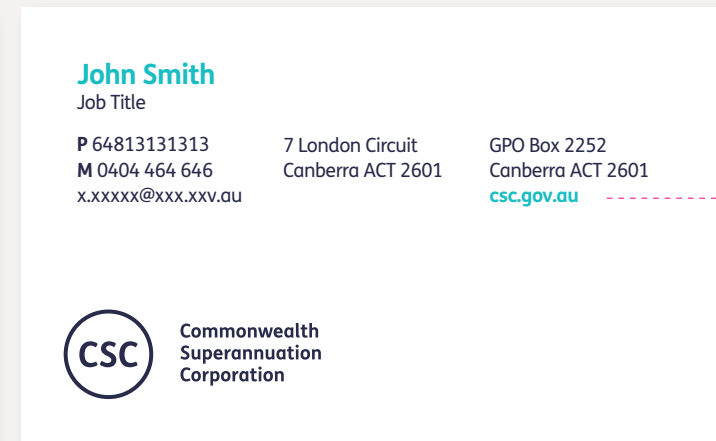 John Smith
Job Title
P 64813131313
M 0404 464 646
x.xxxxx@xxx.xxv.au
7 London Circuit
Canberra ACT 2601
GPO Box 2252
Canberra ACT 2601
csc.gov.au
CSC
Commonwealth
Superannuation
Corporation